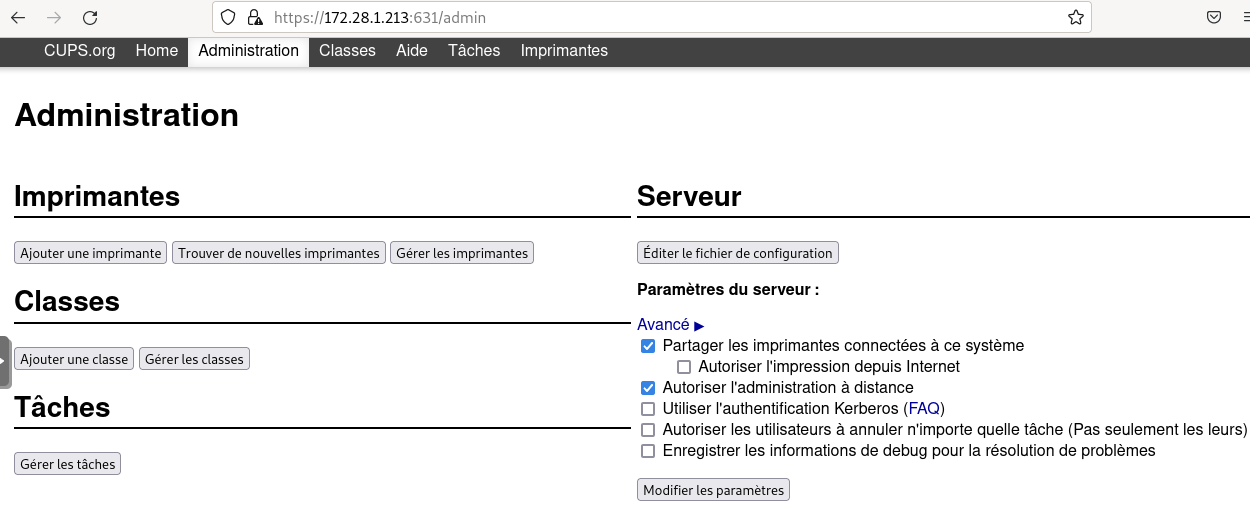 https://172.28.1.213:631/admin
CUPS.org Home Administration Classes Aide Tâches Imprimantes
Administration
Imprimantes
Ajouter une imprimante Trouver de nouvelles imprimantes Gérer les imprimantes
Classes
Ajouter une classe Gérer les classes
Tâches
Gérer les tâches
Serveur
Éditer le fichier de configuration
Paramètres du serveur :
Avancé ▶
Partager les imprimantes connectées à ce système
Autoriser l'impression depuis Internet
Autoriser l'administration à distance
Utiliser l'authentification Kerberos (FAQ)
Autoriser les utilisateurs à annuler n'importe quelle tâche (Pas seulement les leurs)
Enregistrer les informations de debug pour la résolution de problèmes
Modifier les paramètres